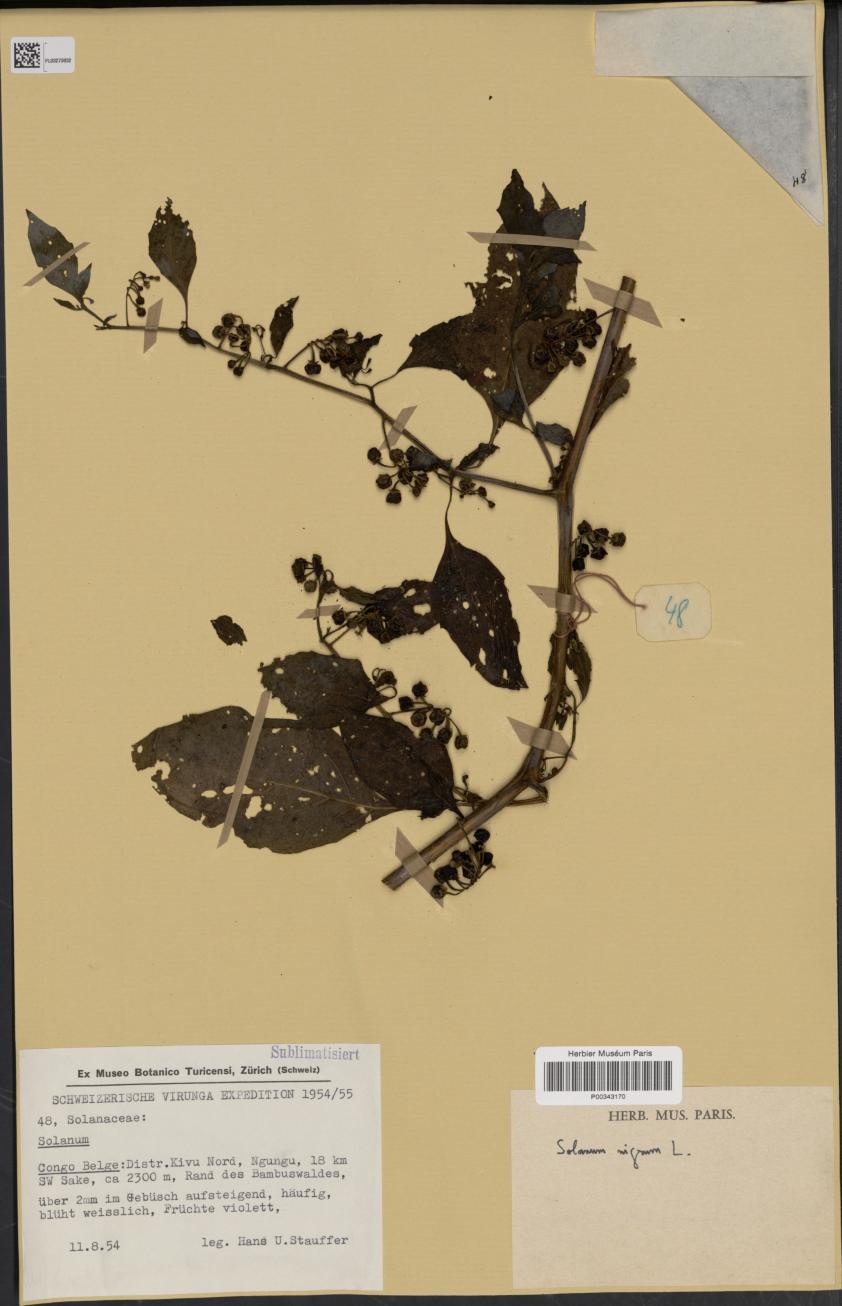 PL00273832
H8
48
Sublimatisiert
Ex Museo Botanico Turicensi, Zürich (Schweiz)
SCHWEIZERISCHE VIRUNGA EXPEDITION 1954/55
48, Solanaceae:
Solanum
Congo Belge:Distr.Kivu Nord, Ngungu, 18 km
SW Sake, ca 2300 m, Rand des Bambuswaldes,
über 2mm im Gebüsch aufsteigend, häufig,
blüht weisslich, Früchte violett,
11.8.54 leg. Hans U.Stauffer
Herbier Muséum Paris
P00343170
HERB. MUS. PARIS.
Solanum nigrum L.